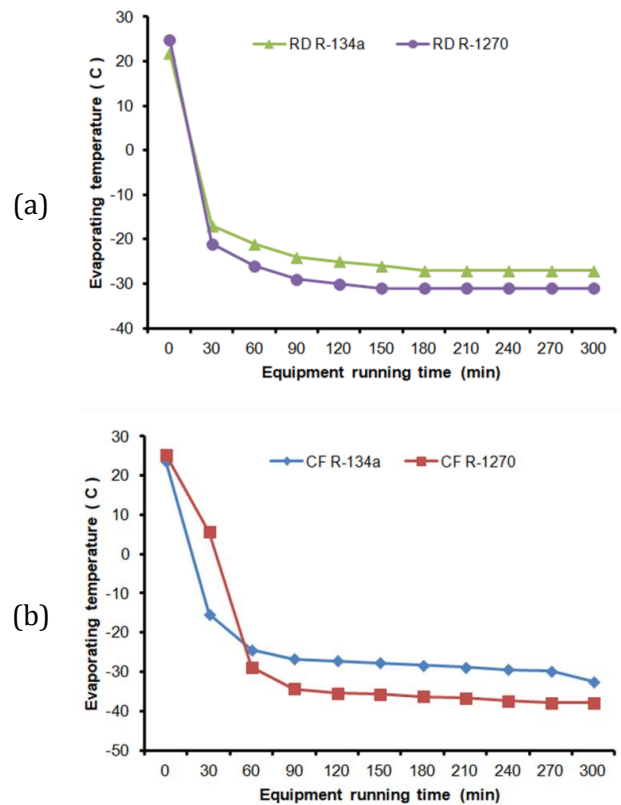 (a)
Evaporating temperature ( C )
30
20
10
0
-10
-20
-30
-40
RD R-134a RD R-1270
0 30 60 90 120 150 180 210 240 270 300
Equipment running time (min)
(b)
Evaporating temperature ( C )
30
20
10
0
-10
-20
-30
-40
-50
CF R-134a CF R-1270
0 30 60 90 120 150 180 210 240 270 300
Equipment running time (min)